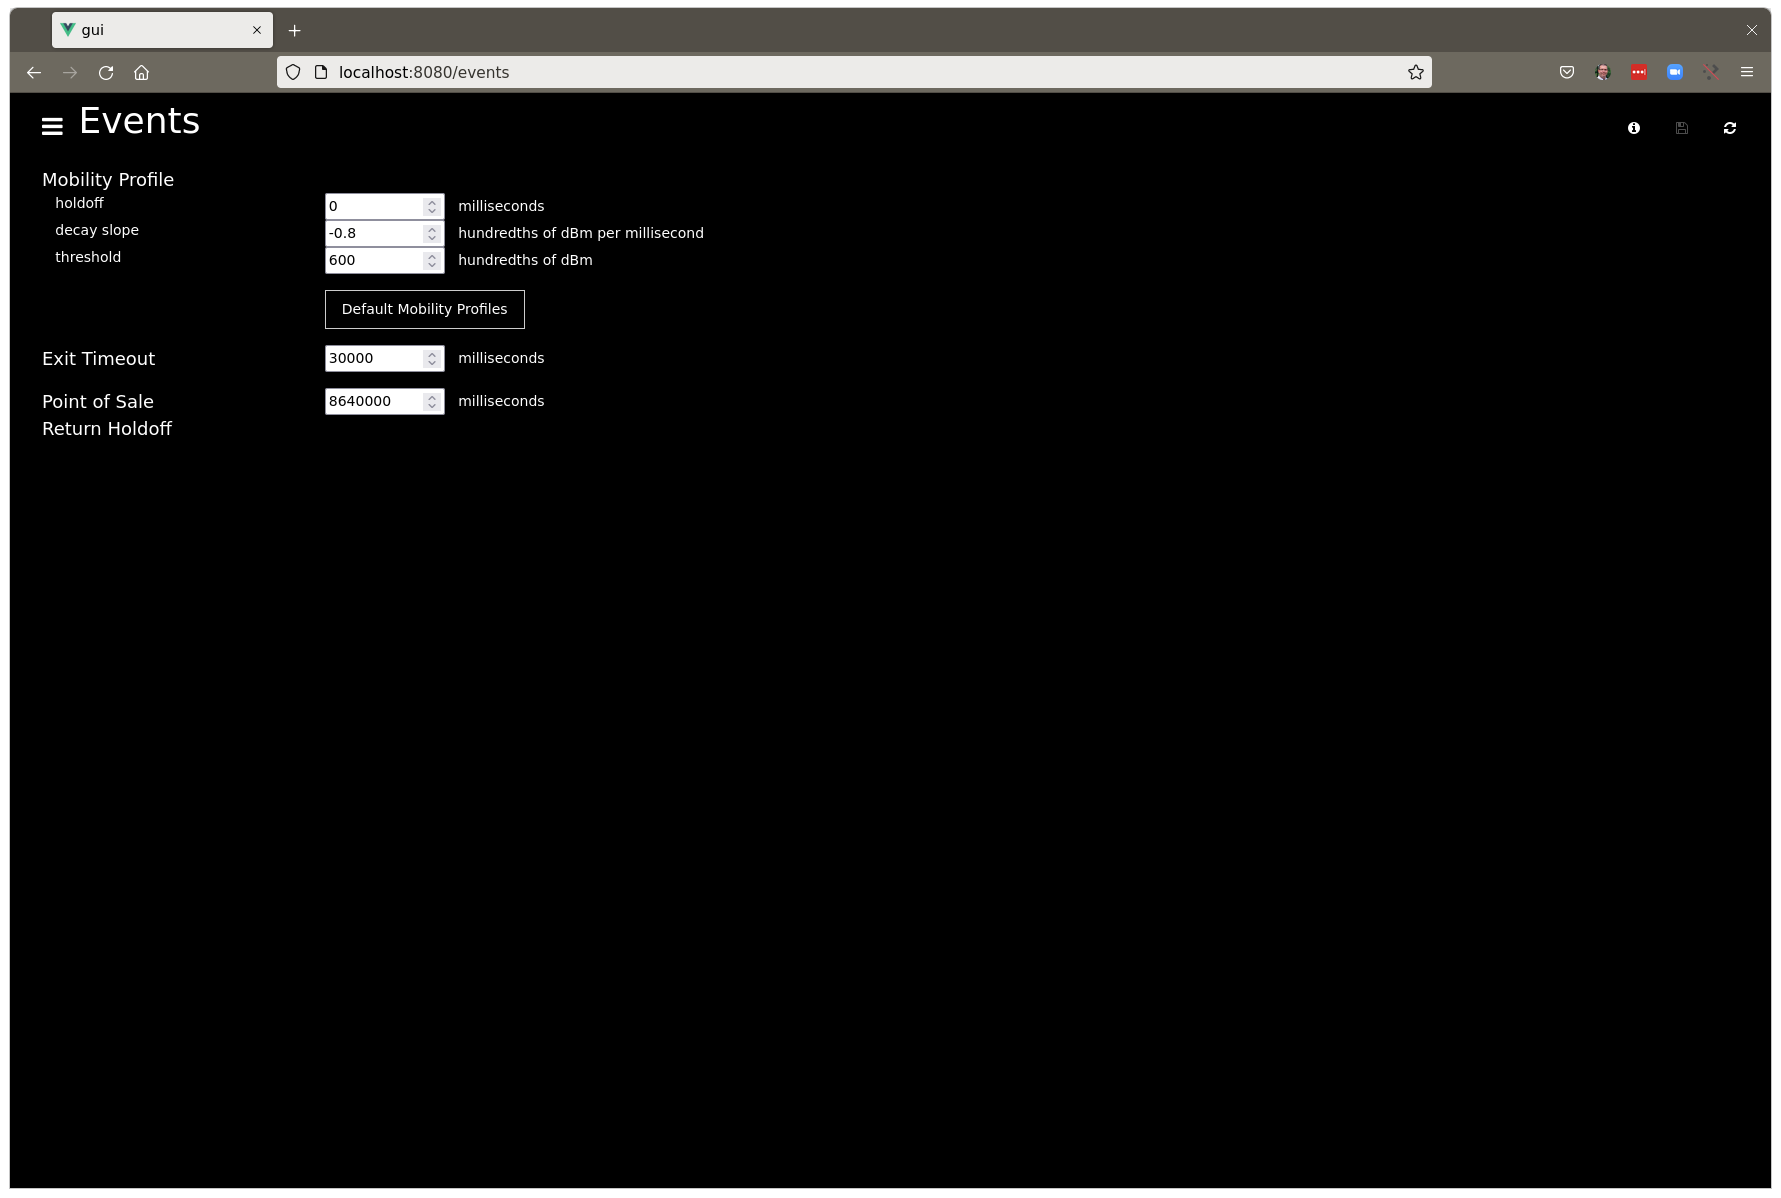 gui
localhost:8080/events
Events
Mobility Profile
holdoff 0 milliseconds
decay slope -0.8 hundredths of dBm per millisecond
threshold 600 hundredths of dBm
Default Mobility Profiles
Exit Timeout 30000 milliseconds
Point of Sale 8640000 milliseconds
Return Holdoff